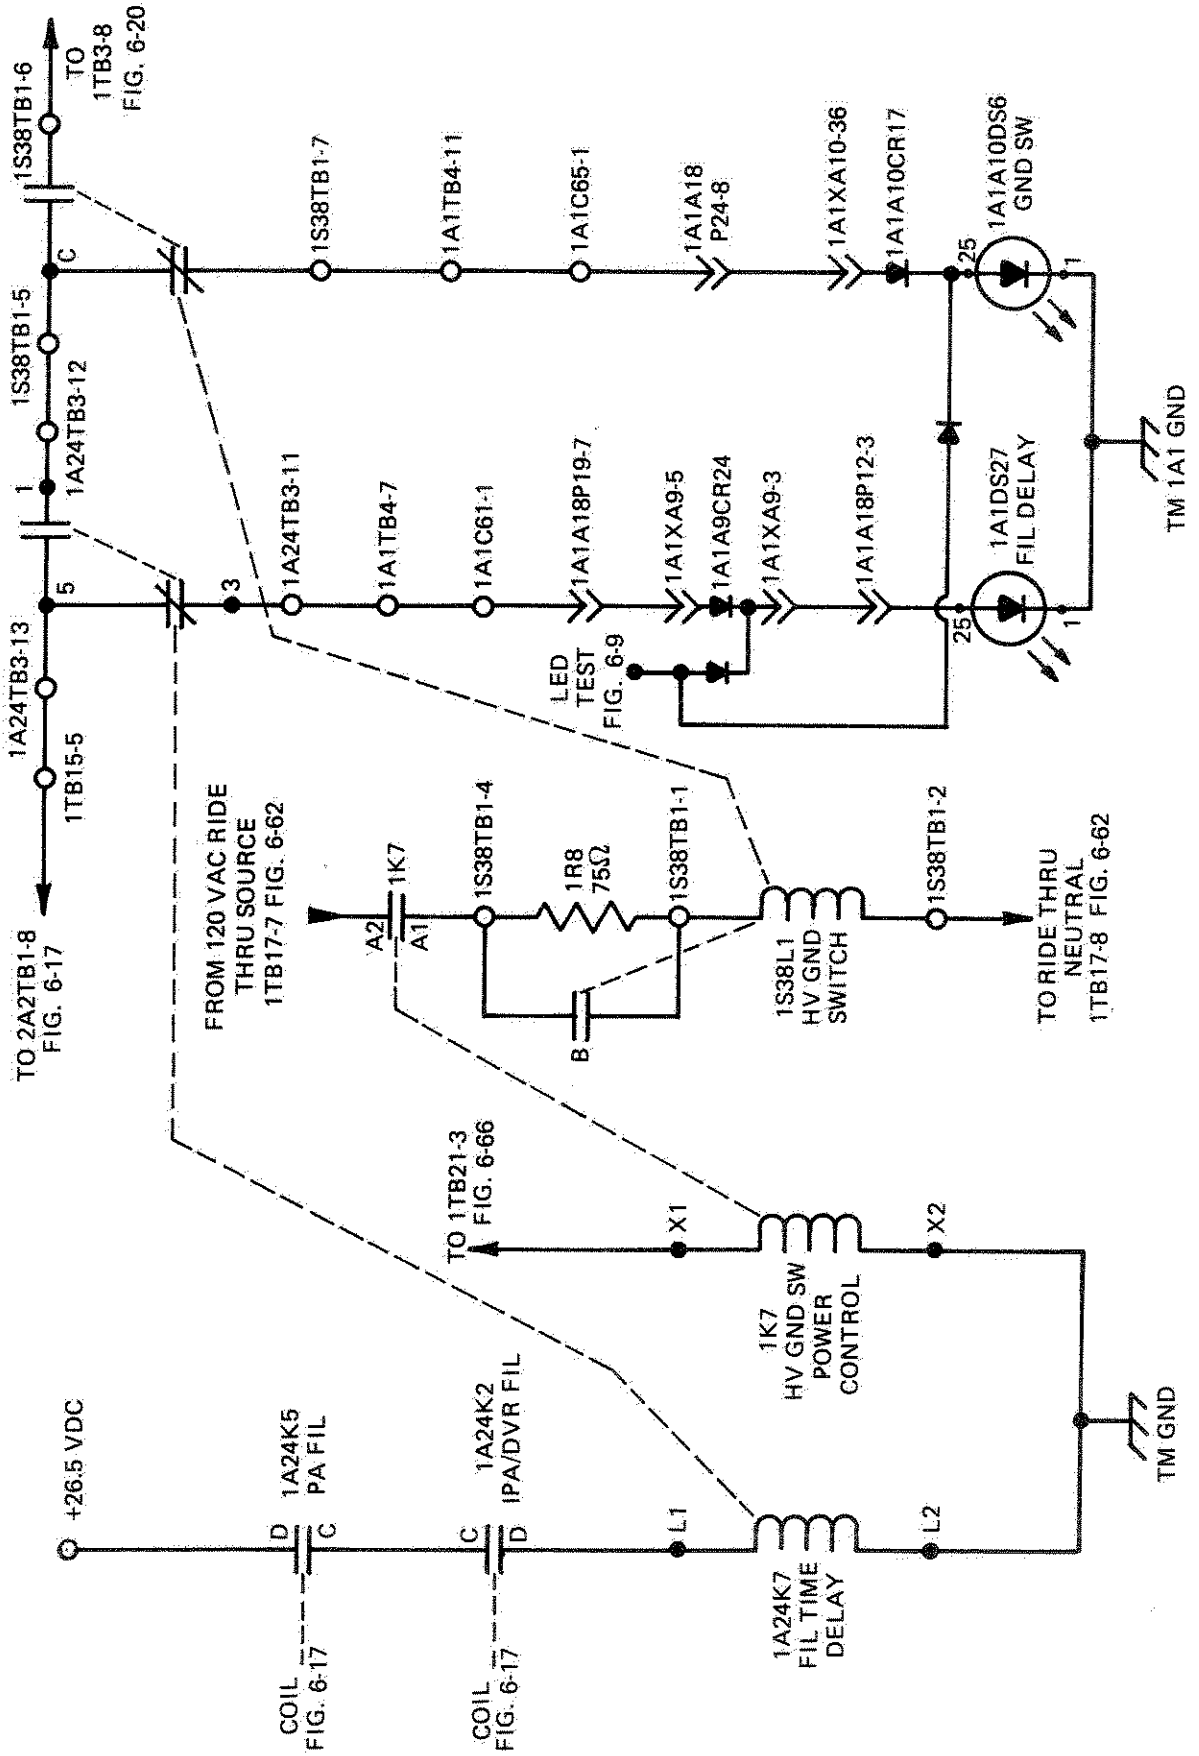 +26.5 VDC
D
C
1A24K5
PA FIL
COIL
FIG. 6-17
C
D
1A24K2
IPA/DVR FIL
COIL
FIG. 6-17
L1
1A24K7
FIL TIME
DELAY
L2
TM GND
TO 1TB21-3
FIG. 6-66
X1
1K7
HV GND SW
POWER
CONTROL
X2
FROM 120 VAC RIDE
THRU SOURCE
1TB17-7 FIG. 6-62
A2
A1
1K7
1S38TB1-4
B
1R8
75Ω
1S38TB1-1
1S38L1
HV GND
SWITCH
1S38TB1-2
TO RIDE THRU
NEUTRAL
1TB17-8 FIG. 6-62
TO 2A2TB1-8
FIG. 6-17
1TB15-5
1A24TB3-13
5
1
1A24TB3-12
1S38TB1-5
C
1S38TB1-6
TO
1TB3-8
FIG. 6-20
3
1A24TB3-11
1A1TB4-7
1A1C61-1
1A1A18P19-7
1A1XA9-5
1A1A9CR24
LED
TEST
FIG. 6-9
1A1XA9-3
1A1A18P12-3
25
1A1DS27
FIL DELAY
1
1S38TB1-7
1A1TB4-11
1A1C65-1
1A1A18
P24-8
1A1XA10-36
1A1A10CR17
25
1A1A10DS6
GND SW
1
TM 1A1 GND